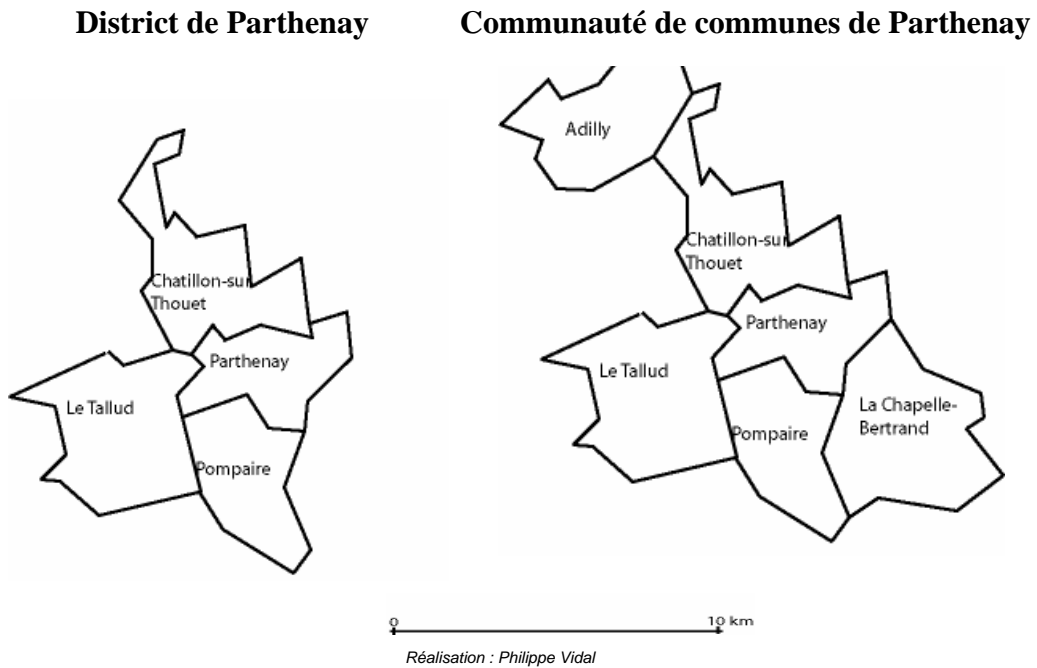 District de Parthenay
Communauté de communes de Parthenay
Chatillon-sur
Thouet
Parthenay
Le Tallud
Pompaire
Adilly
Chatillon-sur
Thouet
Parthenay
Le Tallud
Pompaire
La Chapelle-
Bertrand
0 10 km
Réalisation : Philippe Vidal